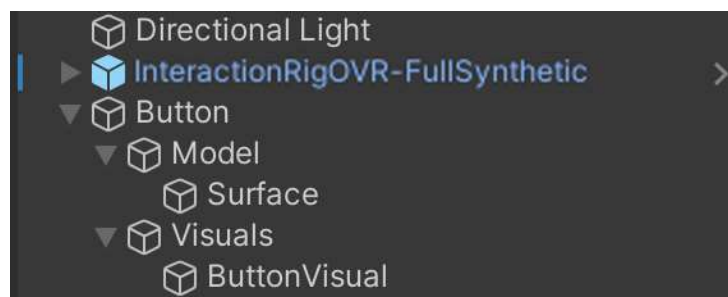 Directional Light
InteractionRigOVR-FullSynthetic
Button
Model
Surface
Visuals
ButtonVisual